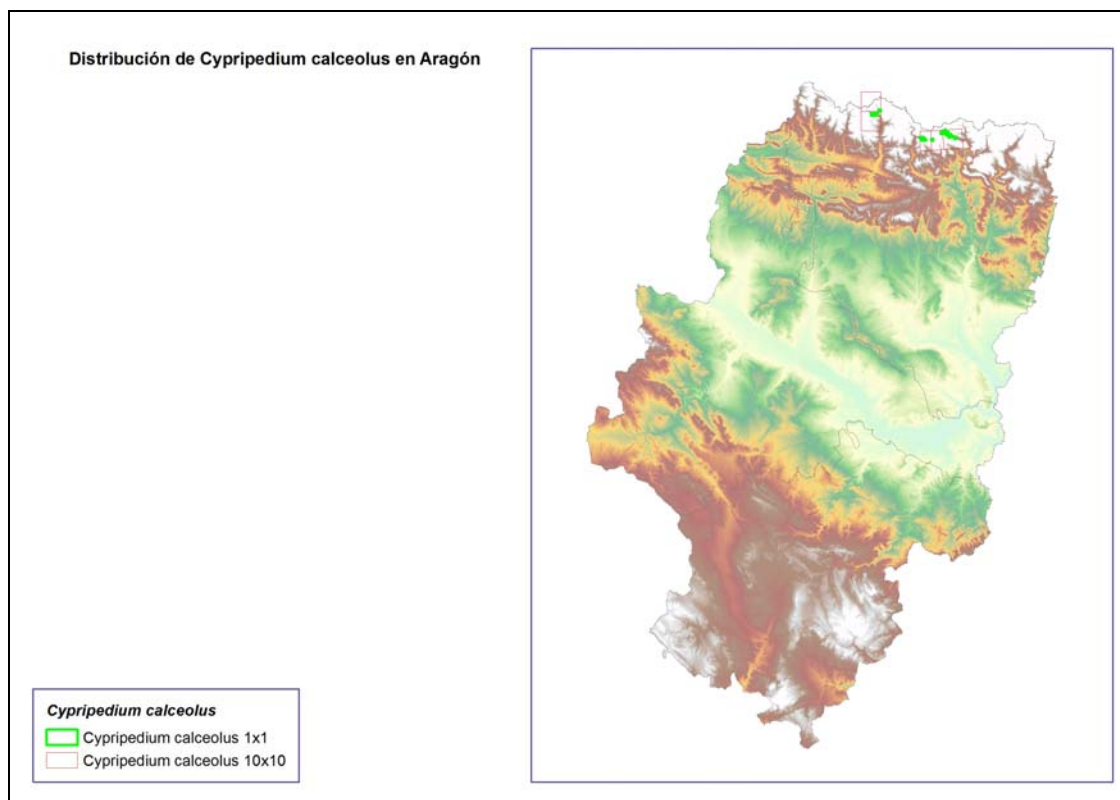 Distribución de Cypripedium calceolus en Aragón
Cypripedium calceolus
Cypripedium calceolus 1x1
Cypripedium calceolus 10x10